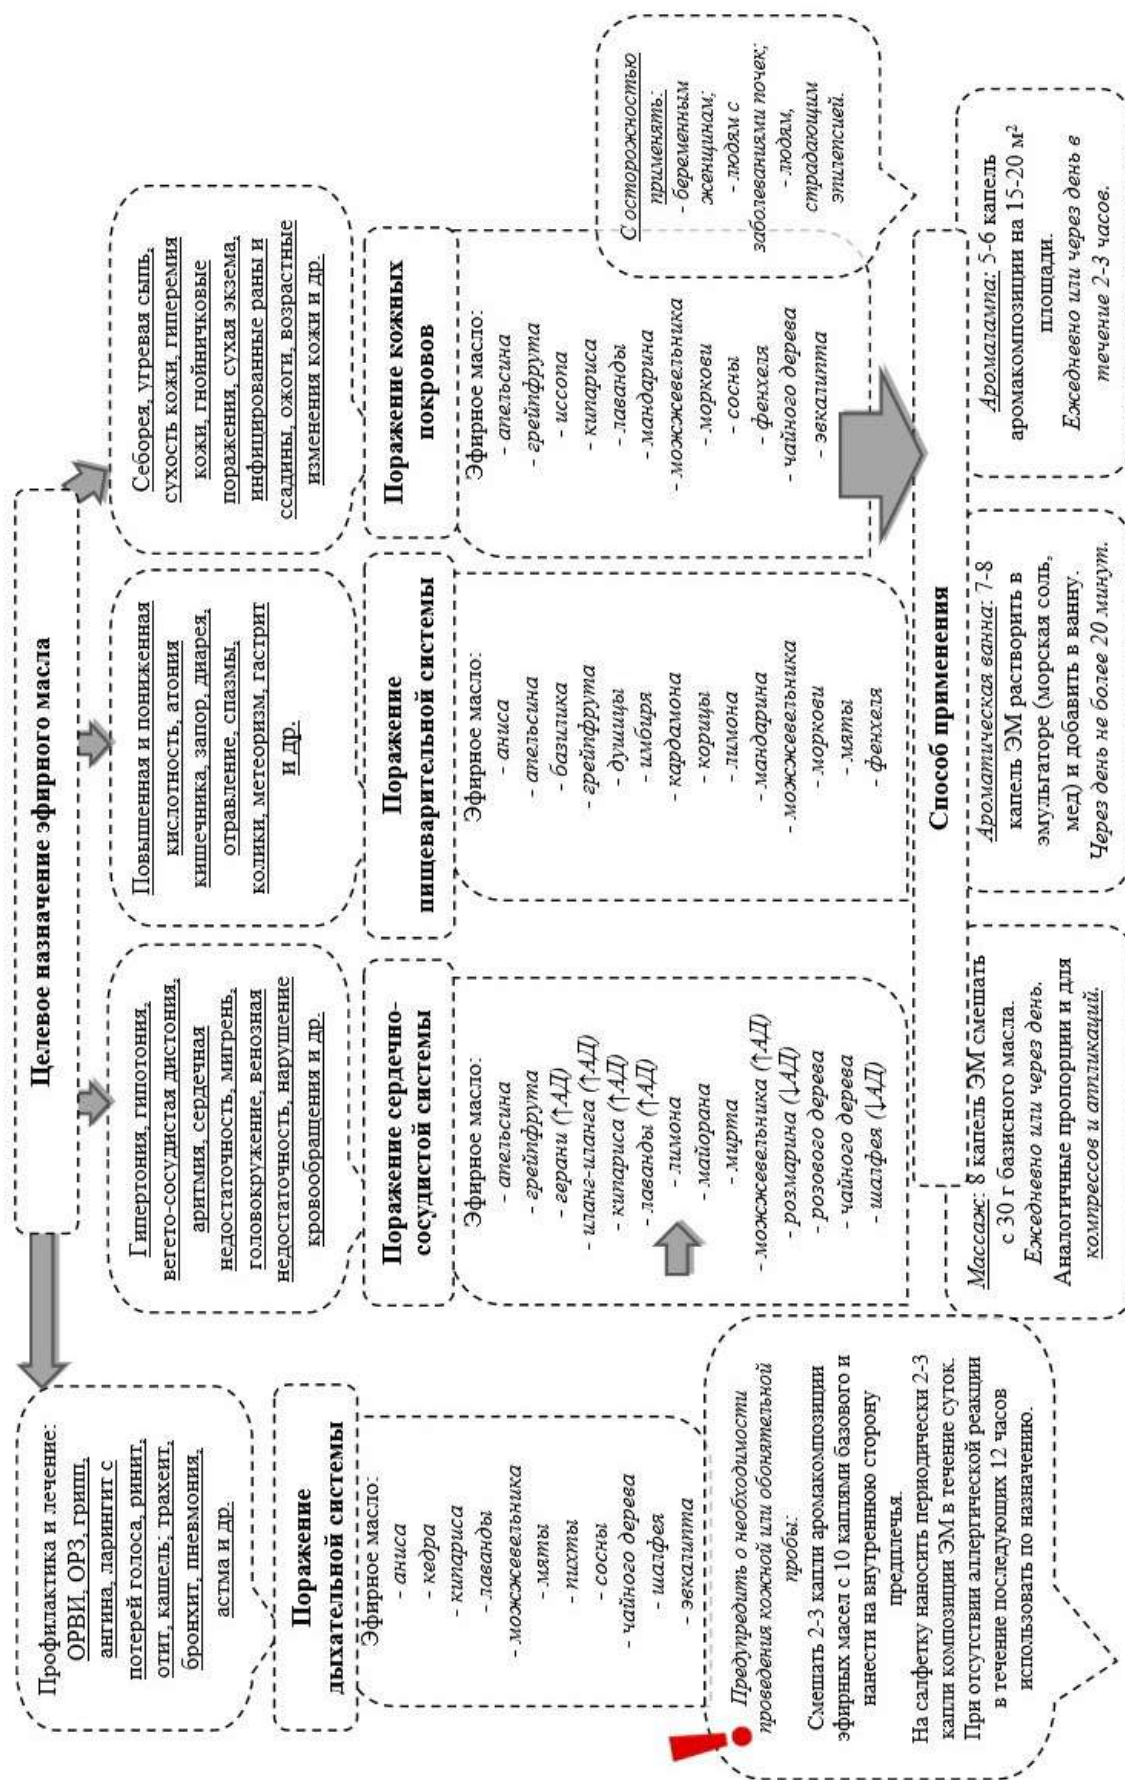 Целевое назначение эфирного масла
Профилактика и лечение:
ОРВИ, ОРЗ, грипп,
ангина, ларингит с
потерей голоса, ринит,
отит, кашель, трахеит,
бронхит, пневмония,
астма и др.
Поражение
дыхательной системы
Эфирное масло:
- аниса
- кедра
- кипариса
- лаванды
- можжевельника
- мяты
- пихты
- сосны
- чайного дерева
- шалфея
- эвкалипта
Гипертония, гипотония,
вегето-сосудистая дистония,
аритмия, сердечная
недостаточность, мигрень,
головокружение, венозная
недостаточность, нарушение
кровообращения и др.
Поражение сердечно-
сосудистой системы
Эфирное масло:
- апельсина
- грейпфрута
- герани (↑АД)
- иланг-иланга (↑АД)
- кипариса (↑АД)
- лаванды (↑АД)
- лимона
- майорана
- мирта
- можжевельника (↑АД)
- розмарина (↓АД)
- розового дерева
- чайного дерева
- шалфея (↓АД)
Повышенная и пониженная
кислотность, атония
кишечника, запор, диарея,
отравление, спазмы,
колики, метеоризм, гастрит
и др.
Поражение
пищеварительной системы
Эфирное масло:
- аниса
- апельсина
- базилика
- грейпфрута
- душицы
- имбиря
- кардамона
- корицы
- лимона
- мандарина
- можжевельника
- моркови
- мяты
- фенхеля
Себорея, угревая сыпь,
сухость кожи, гиперемия
кожи, гнойничковые
поражения, сухая экзема,
инфицированные раны и
ссадины, ожоги, возрастные
изменения кожи и др.
Поражение кожных
покровов
Эфирное масло:
- апельсина
- грейпфрута
- иссопа
- кипариса
- лаванды
- мандарина
- можжевельника
- моркови
- сосны
- фенхеля
- чайного дерева
- эвкалипта
С осторожностью
применять:
- беременным
женщинам;
- людям с
заболеваниями почек;
- людям,
страдающим
эпилепсией.
Предупредить о необходимости
проведения кожной или обонятельной
пробы:
Смешать 2-3 капли аромакомпозиции
эфирных масел с 10 каплями базового и
нанести на внутреннюю сторону
предплечья.
На салфетку наносить периодически 2-3
капли композиции ЭМ в течение суток.
При отсутствии аллергической реакции
в течение последующих 12 часов
использовать по назначению.
Способ применения
Массаж: 8 капель ЭМ смешать
с 30 г базисного масла.
Ежедневно или через день.
Аналогичные пропорции и для
компрессов и аппликаций.
Ароматическая ванна: 7-8
капель ЭМ растворить в
эмульгаторе (морская соль,
мед) и добавить в ванну.
Через день не более 20 минут.
Аромалампа: 5-6 капель
аромакомпозиции на 15-20 м²
площади.
Ежедневно или через день в
течение 2-3 часов.